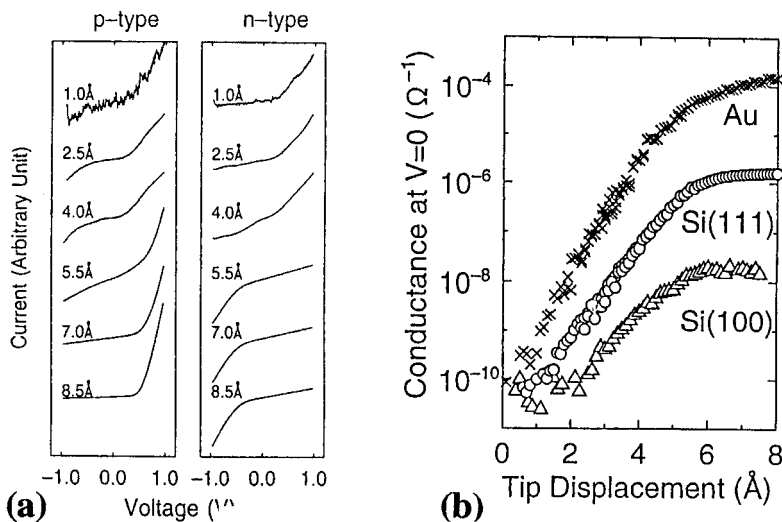 p-type
n-type
1.0Å
2.5Å
4.0Å
5.5Å
7.0Å
8.5Å
1.0Å
2.5Å
4.0Å
5.5Å
7.0Å
8.5Å
Current (Arbitrary Unit)
-1.0 0.0 1.0
-1.0 0.0 1.0
Voltage
(a)
Conductance at V=0 (Ω⁻¹)
10⁻⁴
10⁻⁶
10⁻⁸
10⁻¹⁰
Au
Si(111)
Si(100)
0 2 4 6 8
Tip Displacement (Å)
(b)